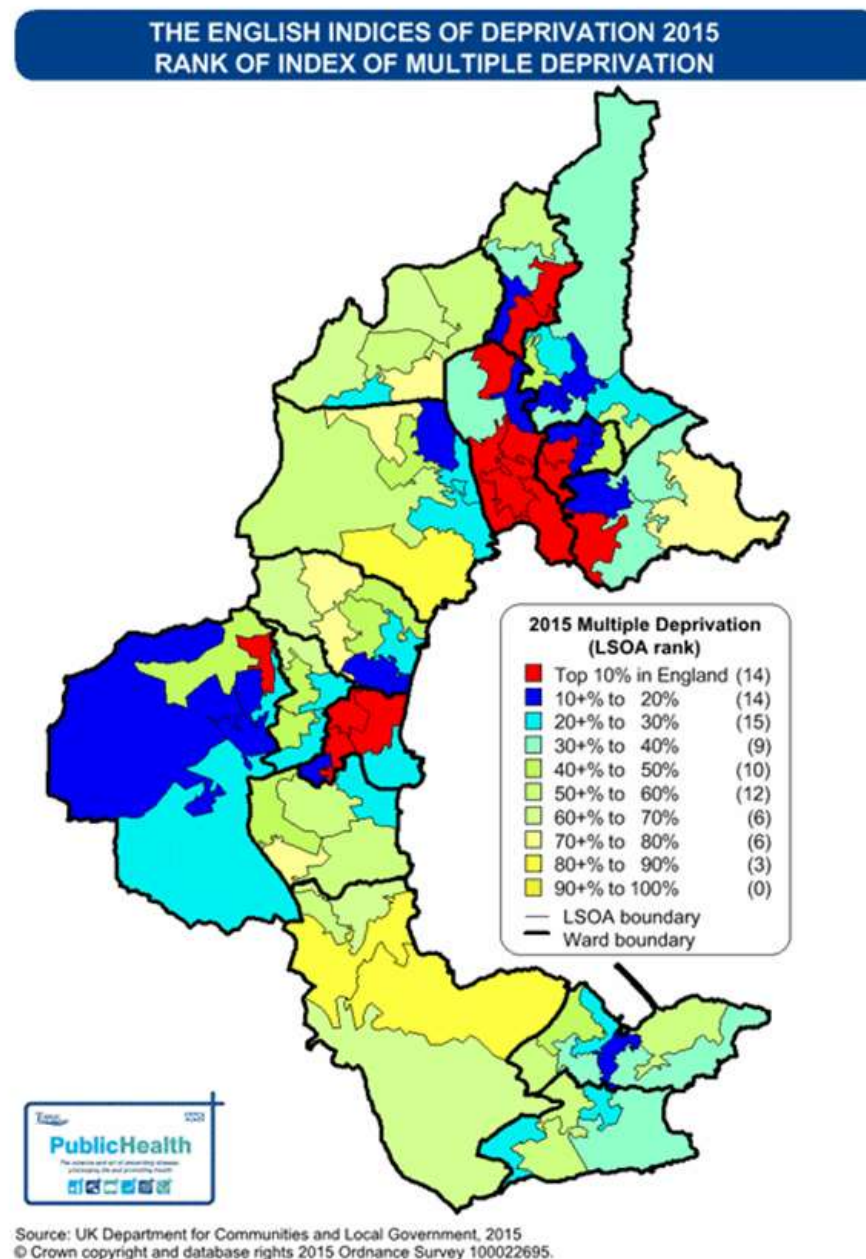 THE ENGLISH INDICES OF DEPRIVATION 2015
RANK OF INDEX OF MULTIPLE DEPRIVATION
2015 Multiple Deprivation
(LSOA rank)
Top 10% in England (14)
10+% to 20% (14)
20+% to 30% (15)
30+% to 40% (9)
40+% to 50% (10)
50+% to 60% (12)
60+% to 70% (6)
70+% to 80% (6)
80+% to 90% (3)
90+% to 100% (0)
LSOA boundary
Ward boundary
PublicHealth
Source: UK Department for Communities and Local Government, 2015
© Crown copyright and database rights 2015 Ordnance Survey 100022695.